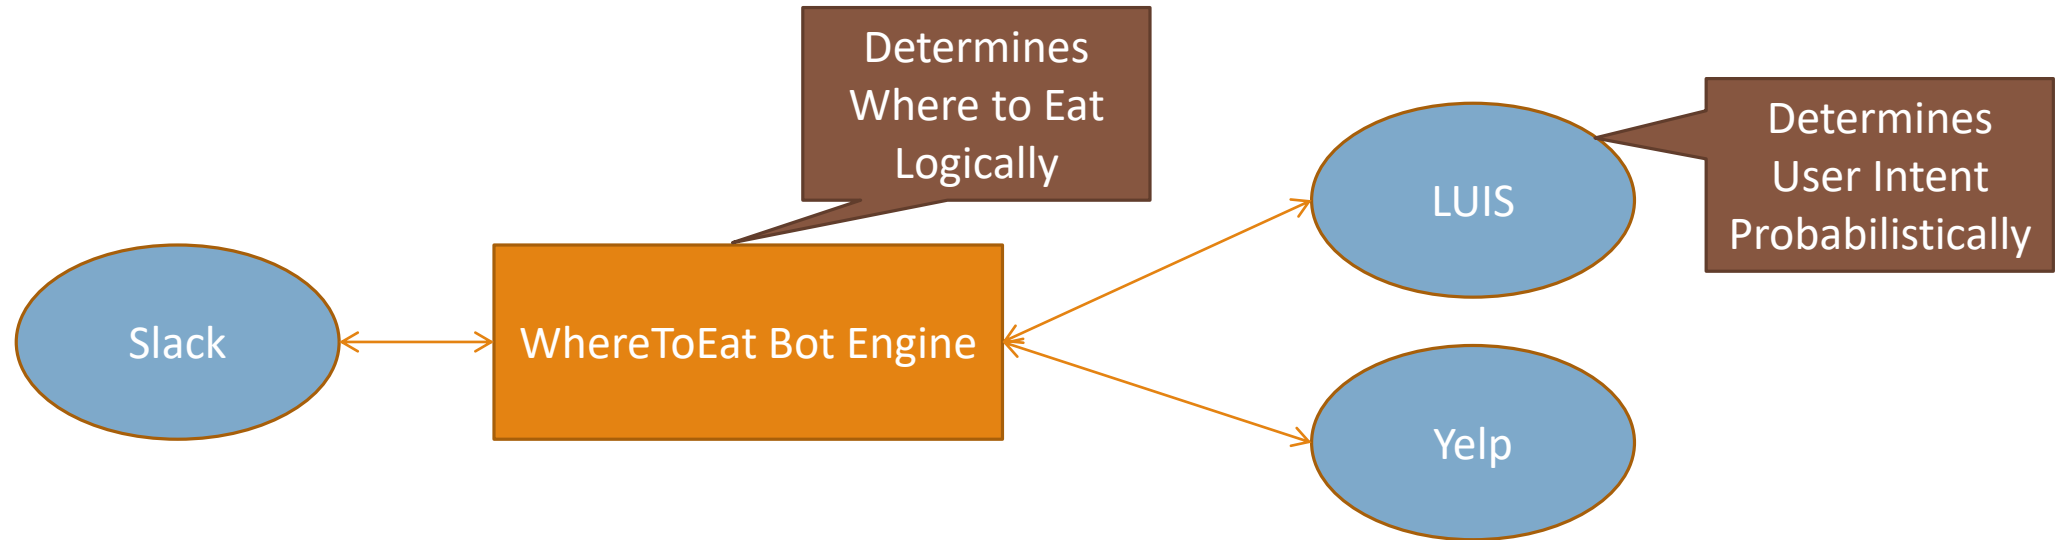 Determines
Where to Eat
Logically
Determines
User Intent
Probabilistically
LUIS
Slack
WhereToEat Bot Engine
Yelp